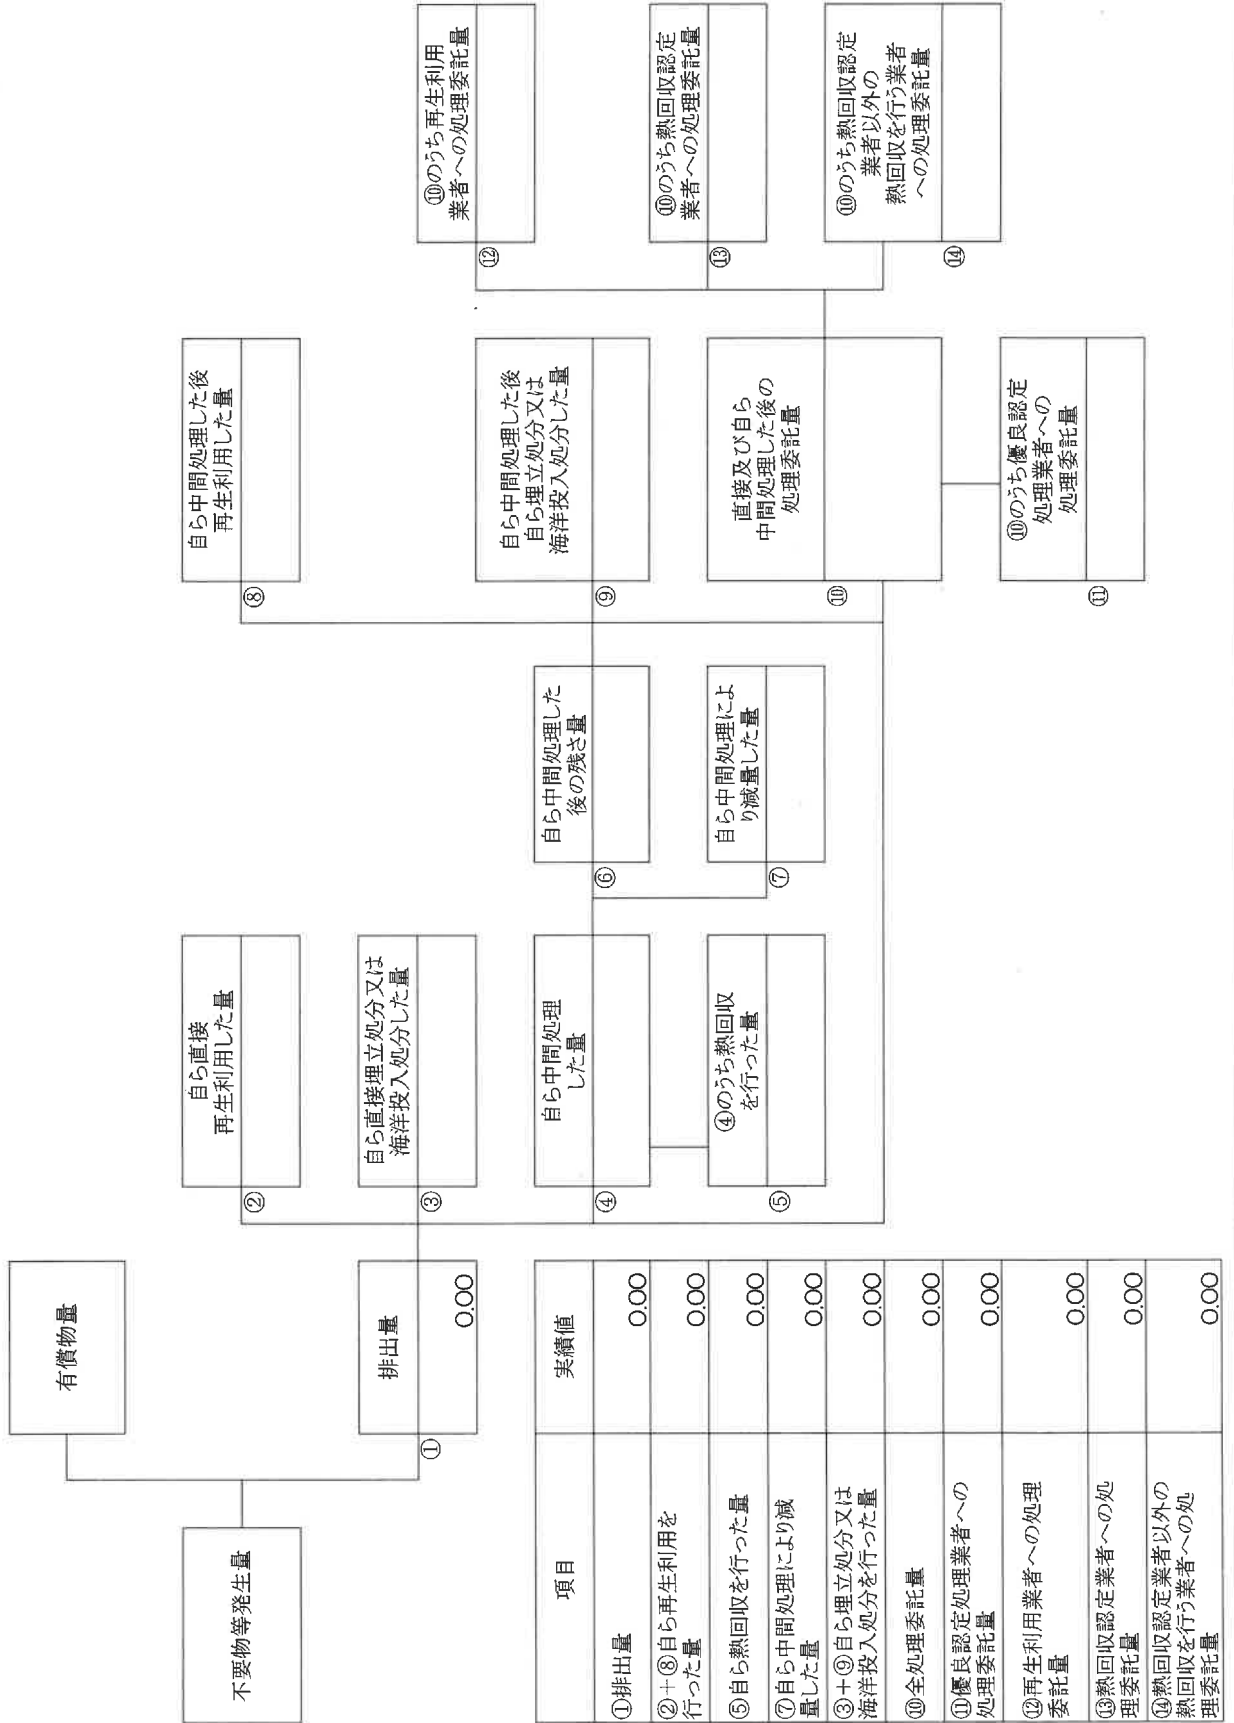 不要物等発生量
有償物量
①
排出量
0.00
②
自ら直接
再生利用した量
③
自ら直接埋立処分又は
海洋投入処分した量
④
自ら中間処理
した量
⑤
④のうち熱回収
を行った量
⑥
自ら中間処理した
後の残さ量
⑦
自ら中間処理によ
り減量した量
⑧
自ら中間処理した後
再生利用した量
⑨
自ら中間処理した後
自ら埋立処分又は
海洋投入処分した量
⑩
直接及び自ら
中間処理した後の
処理委託量
⑪
⑩のうち優良認定
処理業者への
処理委託量
⑫
⑩のうち再生利用
業者への処理委託量
⑬
⑩のうち熱回収認定
業者への処理委託量
⑭
⑩のうち熱回収認定
業者以外の
熱回収を行う業者
への処理委託量
項目 実績値
①排出量 0.00
②+⑧自ら再生利用を
行った量 0.00
⑤自ら熱回収を行った量 0.00
⑦自ら中間処理により減
量した量 0.00
③+⑨自ら埋立処分又は
海洋投入処分を行った量 0.00
⑩全処理委託量 0.00
⑪優良認定処理業者への
処理委託量 0.00
⑫再生利用業者への処理
委託量 0.00
⑬熱回収認定業者への処
理委託量 0.00
⑭熱回収認定業者以外の
熱回収を行う業者への処
理委託量 0.00